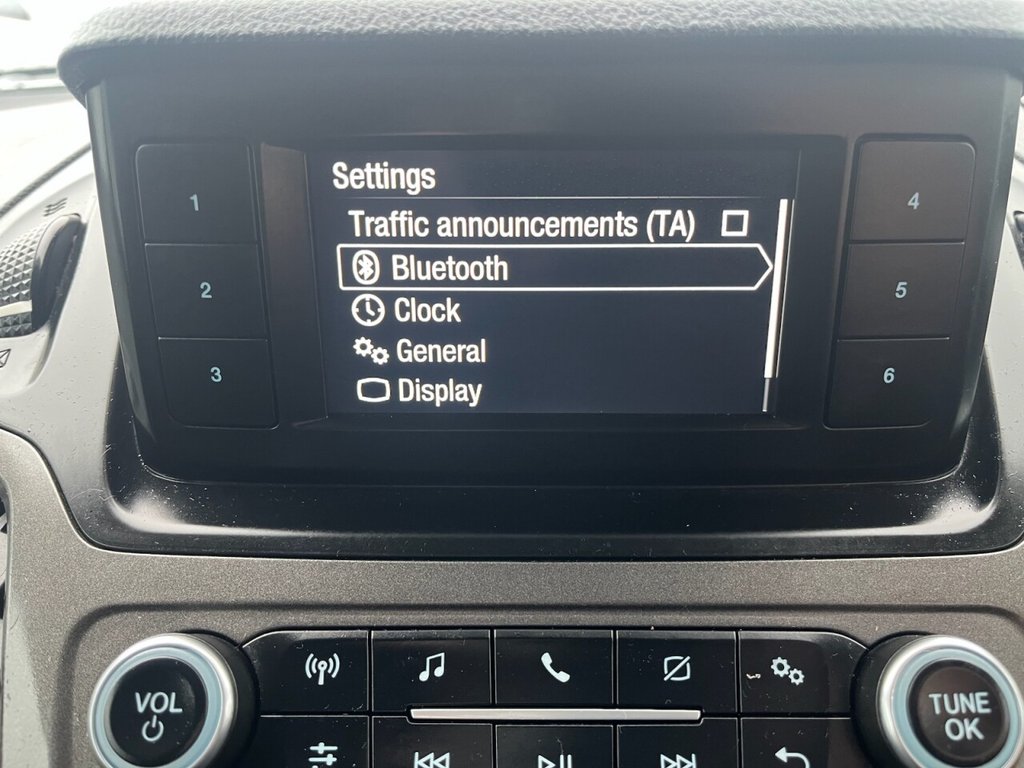 Settings
Traffic announcements (TA)
Bluetooth
Clock
General
Display
1
2
3
4
5
6
VOL
TUNE
OK